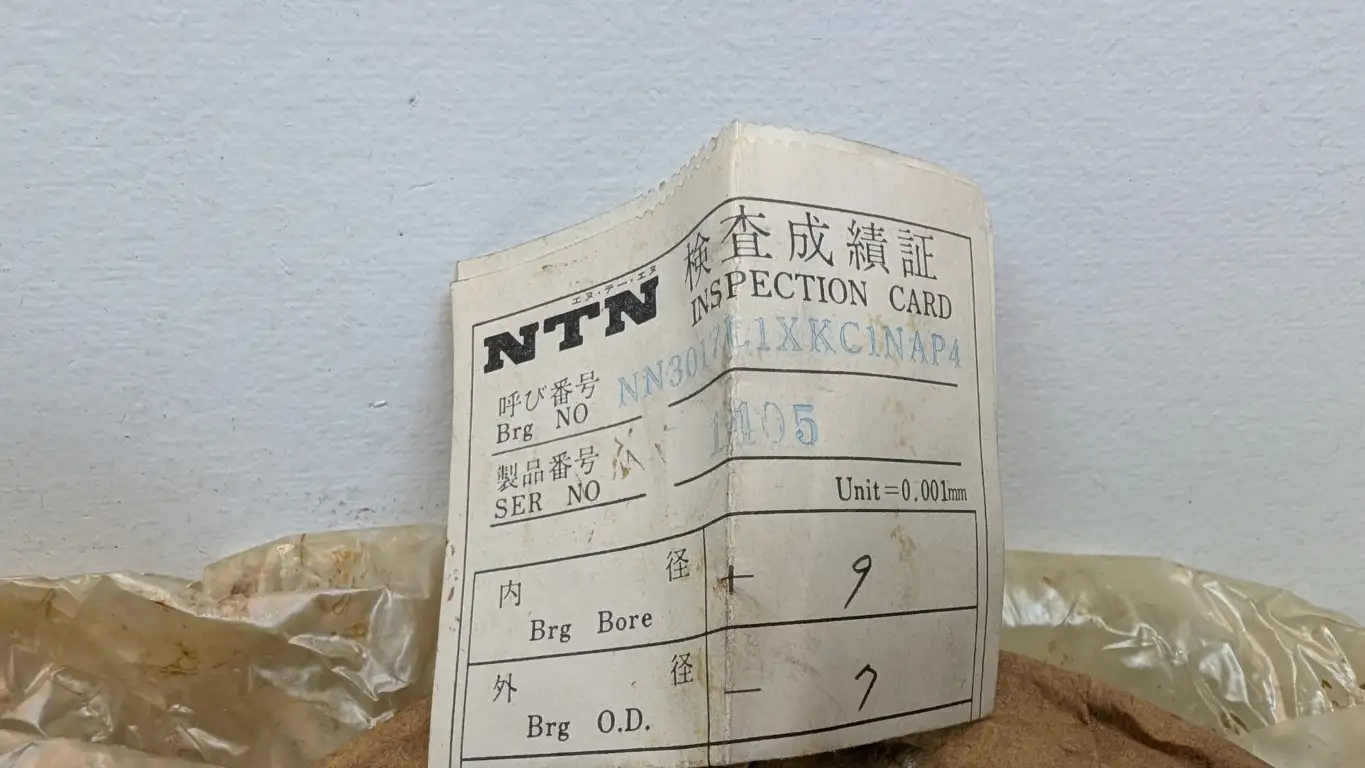 検査成績証
INSPECTION CARD
エヌ・テー・エヌ
NTN
呼び番号
Brg NO NN3017L1XKC1NAP4
製品番号
SER NO 1405
Unit=0.001mm
内径
Brg Bore + 9
外径
Brg O.D. - 7